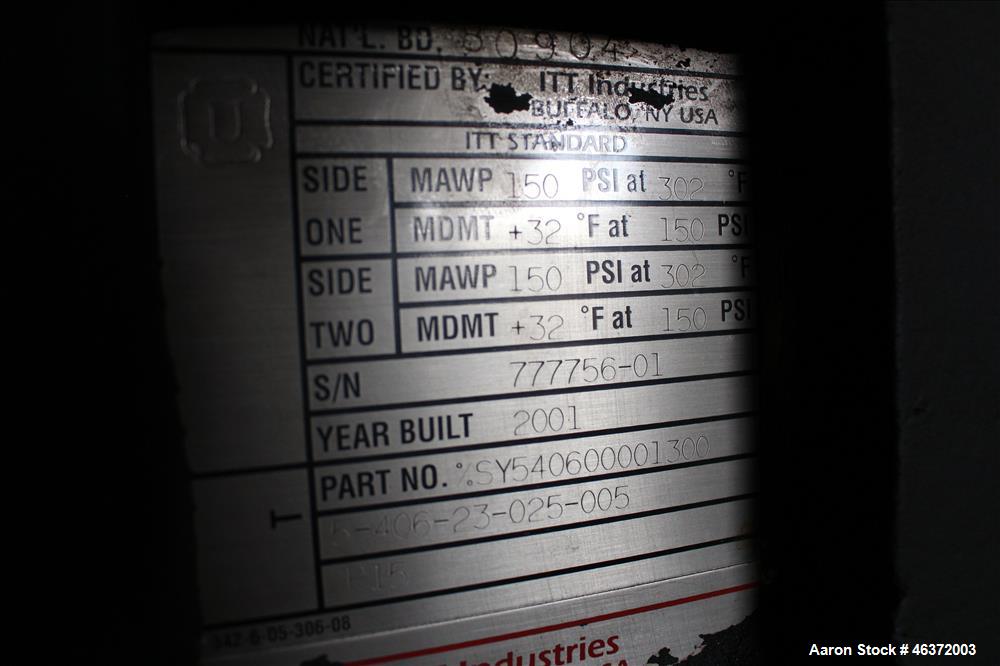 NAT'L. BD. 80904
U
CERTIFIED BY: ITT Industries
BUFFALO, NY USA
ITT STANDARD
SIDE ONE
MAWP 150 PSI at 302 °F
MDMT +32 °F at 150 PSI
SIDE TWO
MAWP 150 PSI at 302 °F
MDMT +32 °F at 150 PSI
S/N 777756-01
YEAR BUILT 2001
PART NO. %SY540600001300
T
5-406-23-025-005
342-6-05-306-08
Industries
Aaron Stock # 46372003